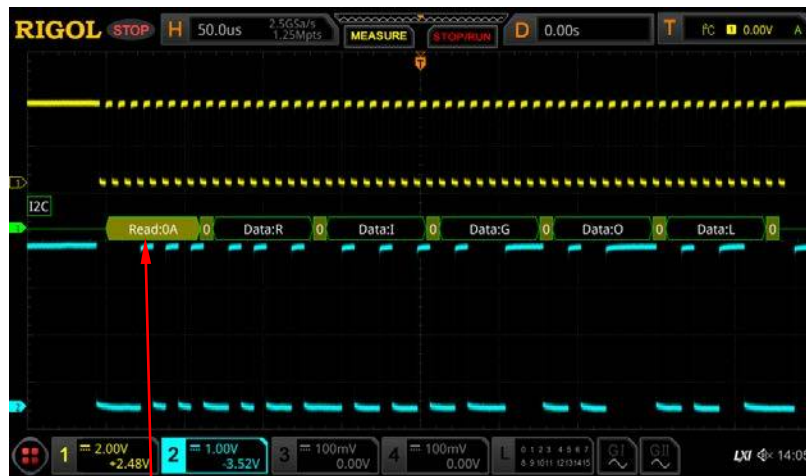 RIGOL STOP H 50.0us 2.5GSa/s 1.25Mpts MEASURE STOP/RUN D 0.00s T I²C 1 0.00V A
T
1
I2C
Read:0A 0 Data:R 0 Data:I 0 Data:G 0 Data:O 0 Data:L 0
2
1 2.00V +2.48V 2 1.00V -3.52V 3 100mV 0.00V 4 100mV 0.00V L 0 1 2 3 4 5 6 7 8 9 10 11 12 13 14 15 GI GII LXI 14:05